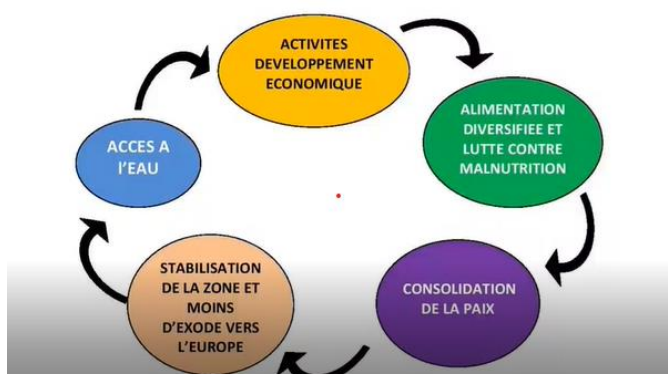 ACTIVITES
DEVELOPPEMENT
ECONOMIQUE
ALIMENTATION
DIVERSIFIEE ET
LUTTE CONTRE
MALNUTRITION
CONSOLIDATION
DE LA PAIX
STABILISATION
DE LA ZONE ET
MOINS
D'EXODE VERS
L'EUROPE
ACCES A
l'EAU